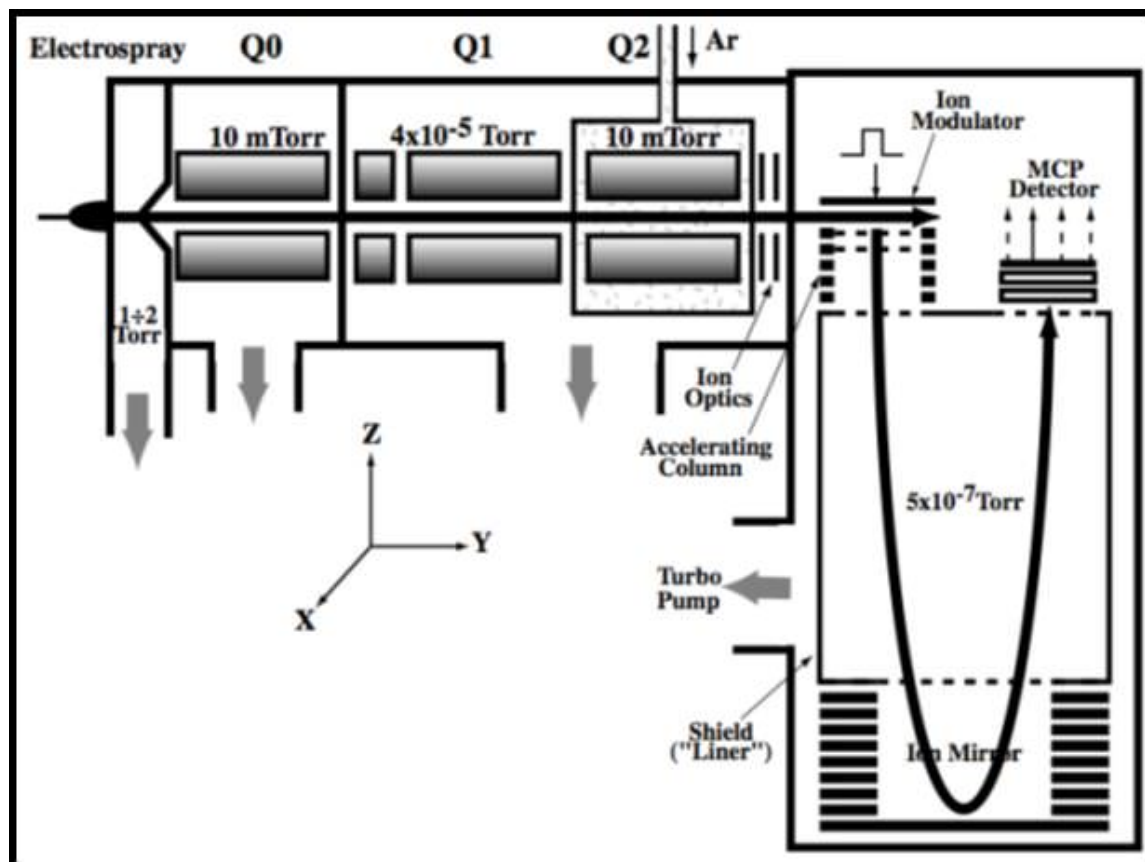 Electrospray
Q0
Q1
Q2
Ar
10 mTorr
4x10-5 Torr
10 mTorr
Ion
Modulator
MCP
Detector
1÷2
Torr
Ion
Optics
Accelerating
Column
Z
Y
X
5x10-7Torr
Turbo
Pump
Shield
("Liner")
Ion Mirror